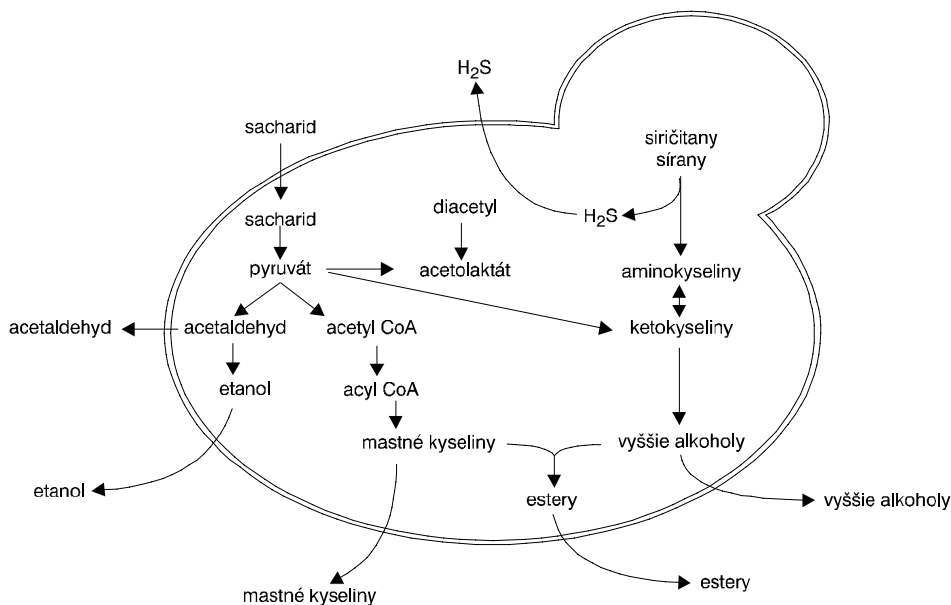 H₂S
sacharid
siričitany
sírany
sacharid
diacetyl
H₂S
pyruvát
acetolaktát
aminokyseliny
acetaldehyd
acetaldehyd
acetyl CoA
ketokyseliny
etanol
acyl CoA
mastné kyseliny
vyššie alkoholy
etanol
estery
vyššie alkoholy
mastné kyseliny
estery